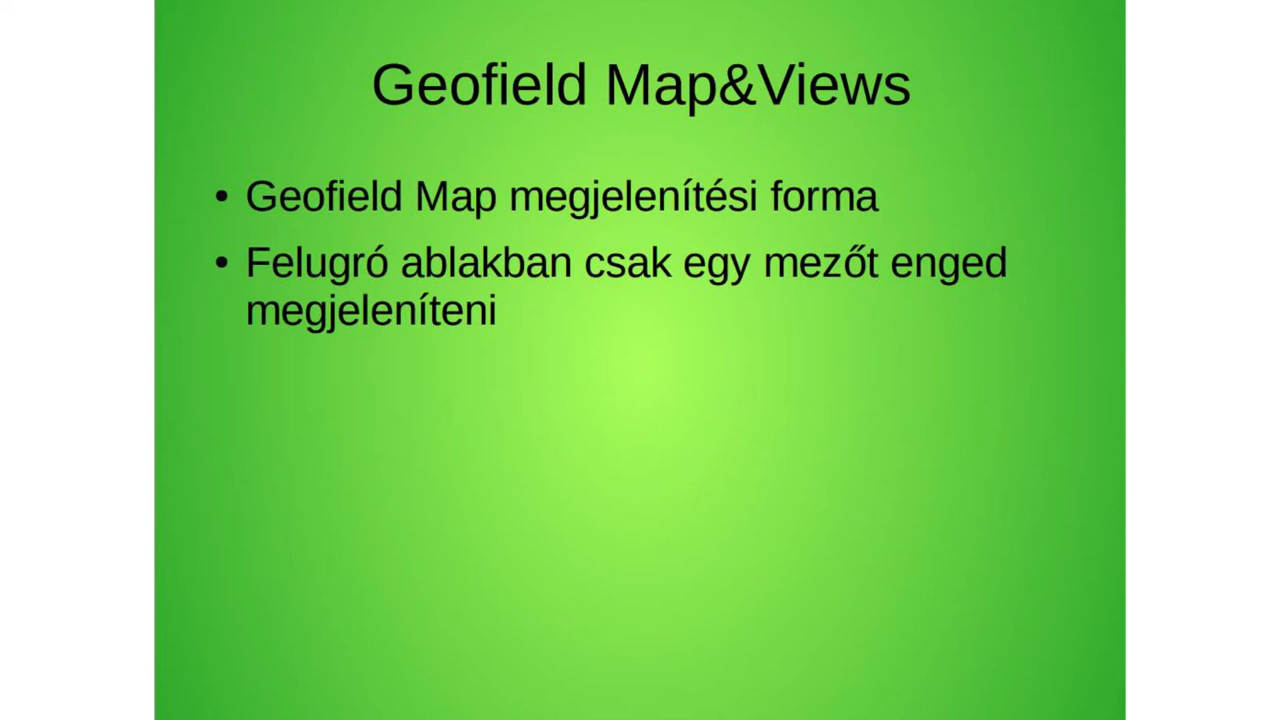 Geofield Map&Views
• Geofield Map megjelenítési forma
• Felugró ablakban csak egy mezőt enged
megjeleníteni